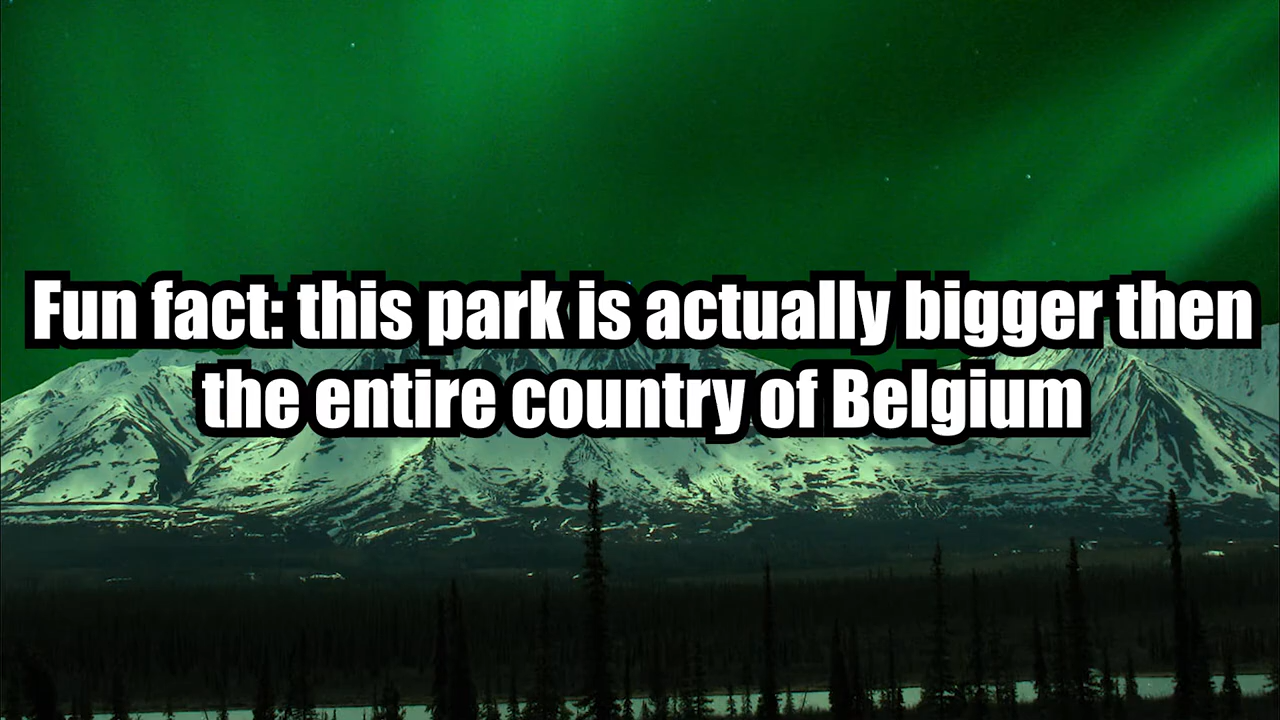 Fun fact: this park is actually bigger then
the entire country of Belgium